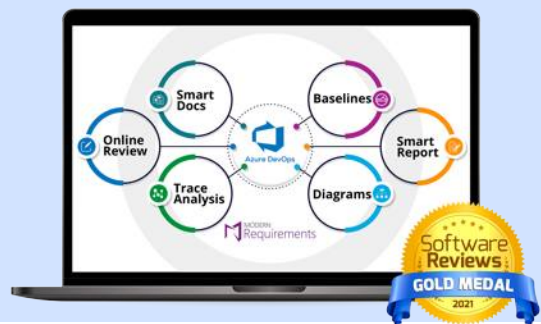 Smart
Docs
Baselines
Online
Review
Azure DevOps
Smart
Report
Trace
Analysis
Diagrams
MODERN
Requirements
Software
Reviews
GOLD MEDAL
2021